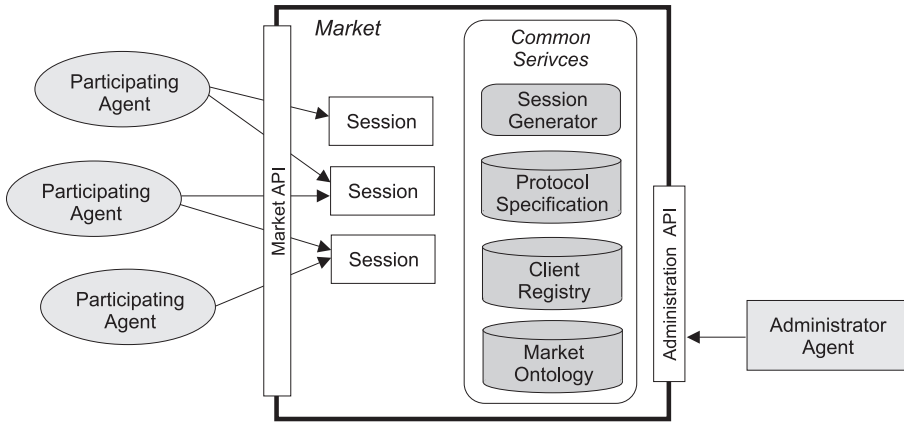 Market
Common
Serivces
Participating
Agent
Session
Session
Generator
Participating
Agent
Session
Protocol
Specification
Market API
Session
Client
Registry
Administration API
Participating
Agent
Administrator
Agent
Market
Ontology